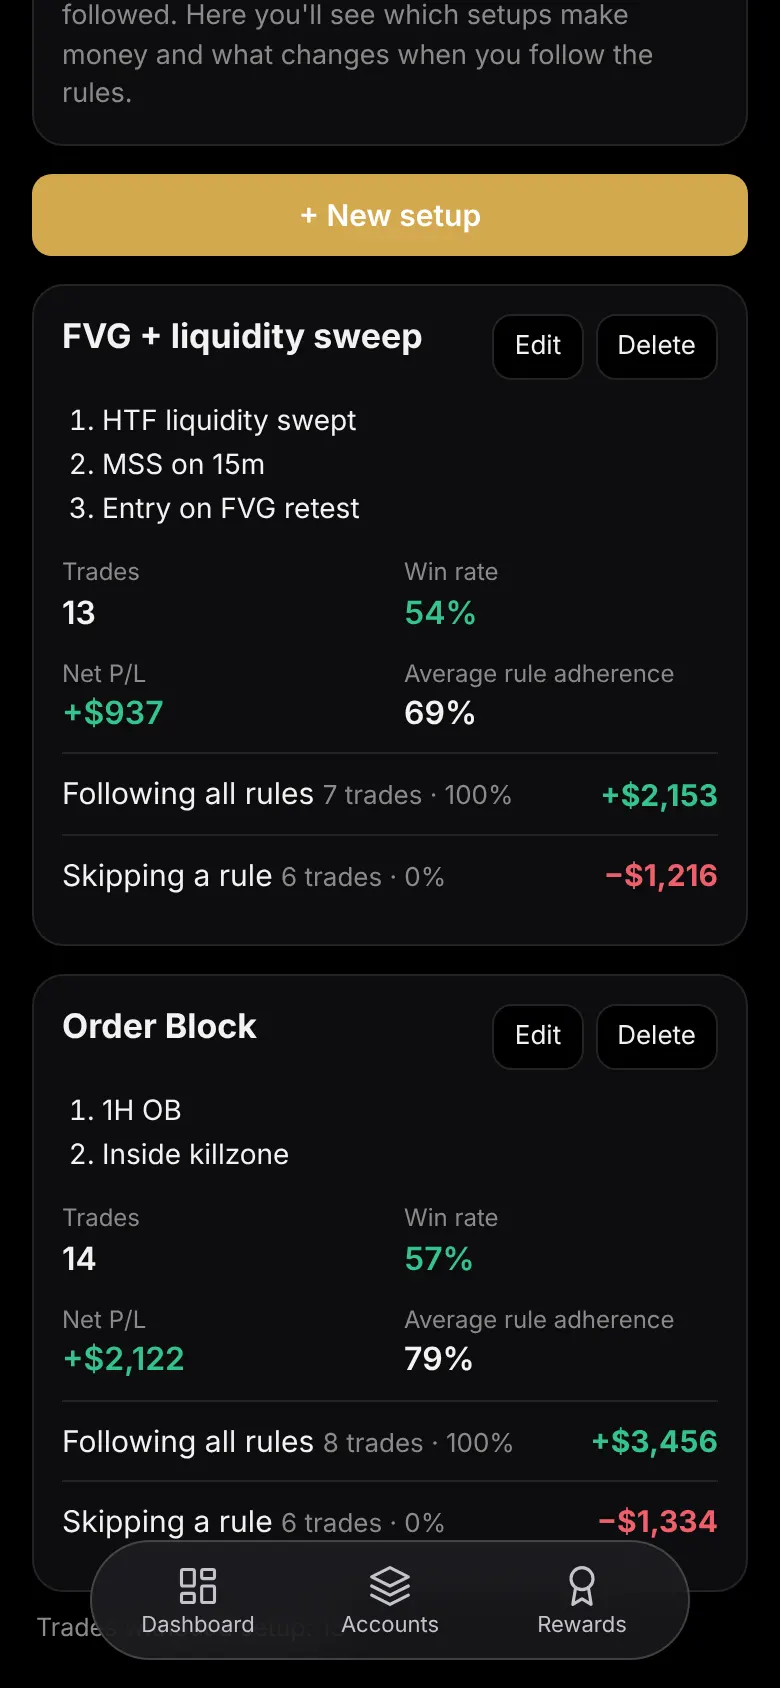 followed. Here you'll see which setups make
money and what changes when you follow the
rules.
+ New setup
FVG + liquidity sweep
Edit
Delete
1. HTF liquidity swept
2. MSS on 15m
3. Entry on FVG retest
Trades
Win rate
13
54%
Net P/L
Average rule adherence
+$937
69%
Following all rules 7 trades · 100% +$2,153
Skipping a rule 6 trades · 0% −$1,216
Order Block
Edit
Delete
1. 1H OB
2. Inside killzone
Trades
Win rate
14
57%
Net P/L
Average rule adherence
+$2,122
79%
Following all rules 8 trades · 100% +$3,456
Skipping a rule 6 trades · 0% −$1,334
Dashboard
Accounts
Rewards